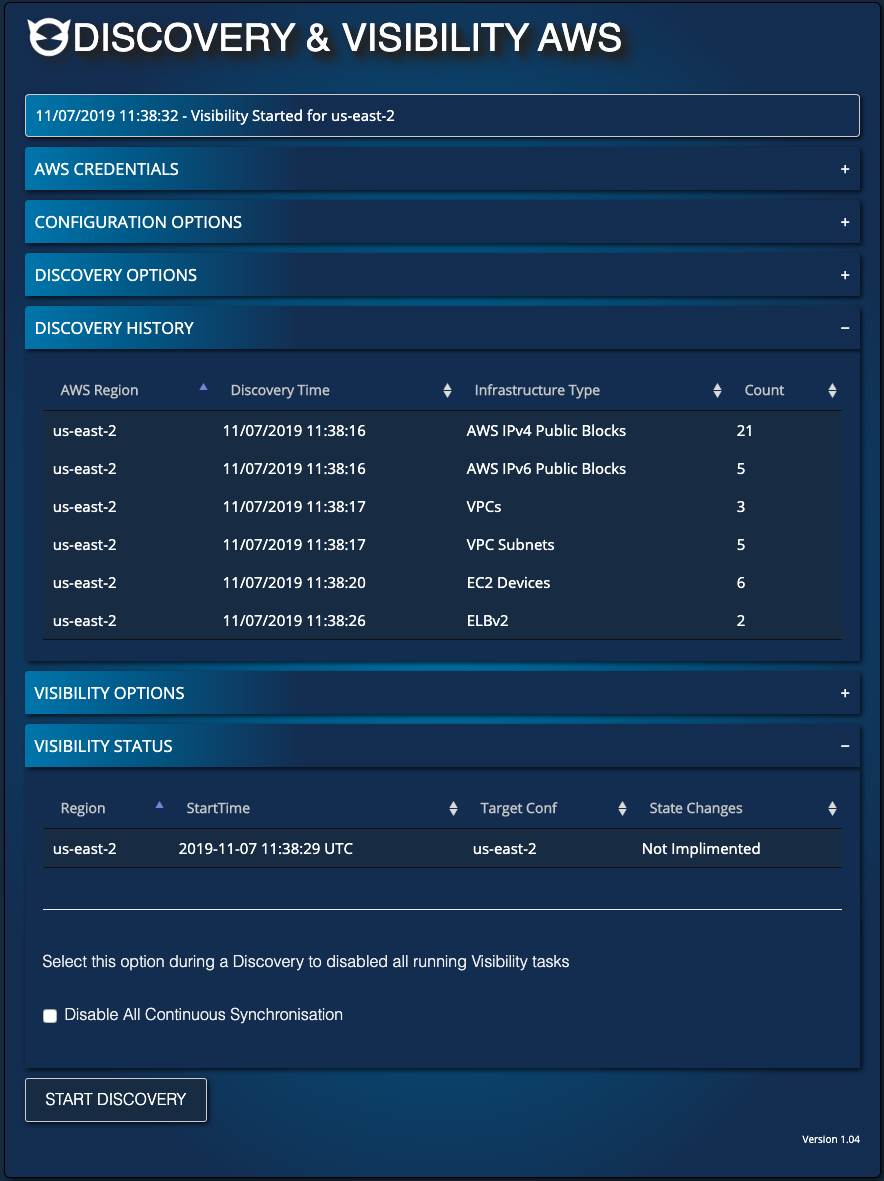 DISCOVERY & VISIBILITY AWS
11/07/2019 11:38:32 - Visibility Started for us-east-2
AWS CREDENTIALS +
CONFIGURATION OPTIONS +
DISCOVERY OPTIONS +
DISCOVERY HISTORY −
AWS Region Discovery Time Infrastructure Type Count
us-east-2 11/07/2019 11:38:16 AWS IPv4 Public Blocks 21
us-east-2 11/07/2019 11:38:16 AWS IPv6 Public Blocks 5
us-east-2 11/07/2019 11:38:17 VPCs 3
us-east-2 11/07/2019 11:38:17 VPC Subnets 5
us-east-2 11/07/2019 11:38:20 EC2 Devices 6
us-east-2 11/07/2019 11:38:26 ELBv2 2
VISIBILITY OPTIONS +
VISIBILITY STATUS −
Region StartTime Target Conf State Changes
us-east-2 2019-11-07 11:38:29 UTC us-east-2 Not Implimented
Select this option during a Discovery to disabled all running Visibility tasks
Disable All Continuous Synchronisation
START DISCOVERY
Version 1.04